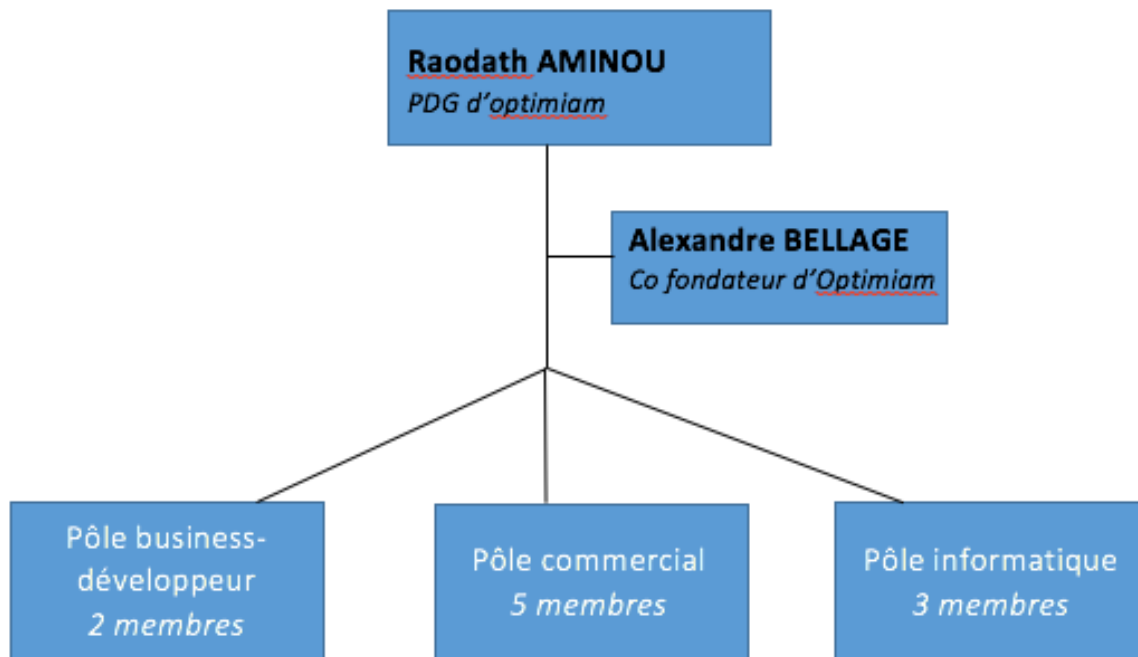 Raodath AMINOU
PDG d’optimiam
Alexandre BELLAGE
Co fondateur d’Optimiam
Pôle business-
développeur
2 membres
Pôle commercial
5 membres
Pôle informatique
3 membres